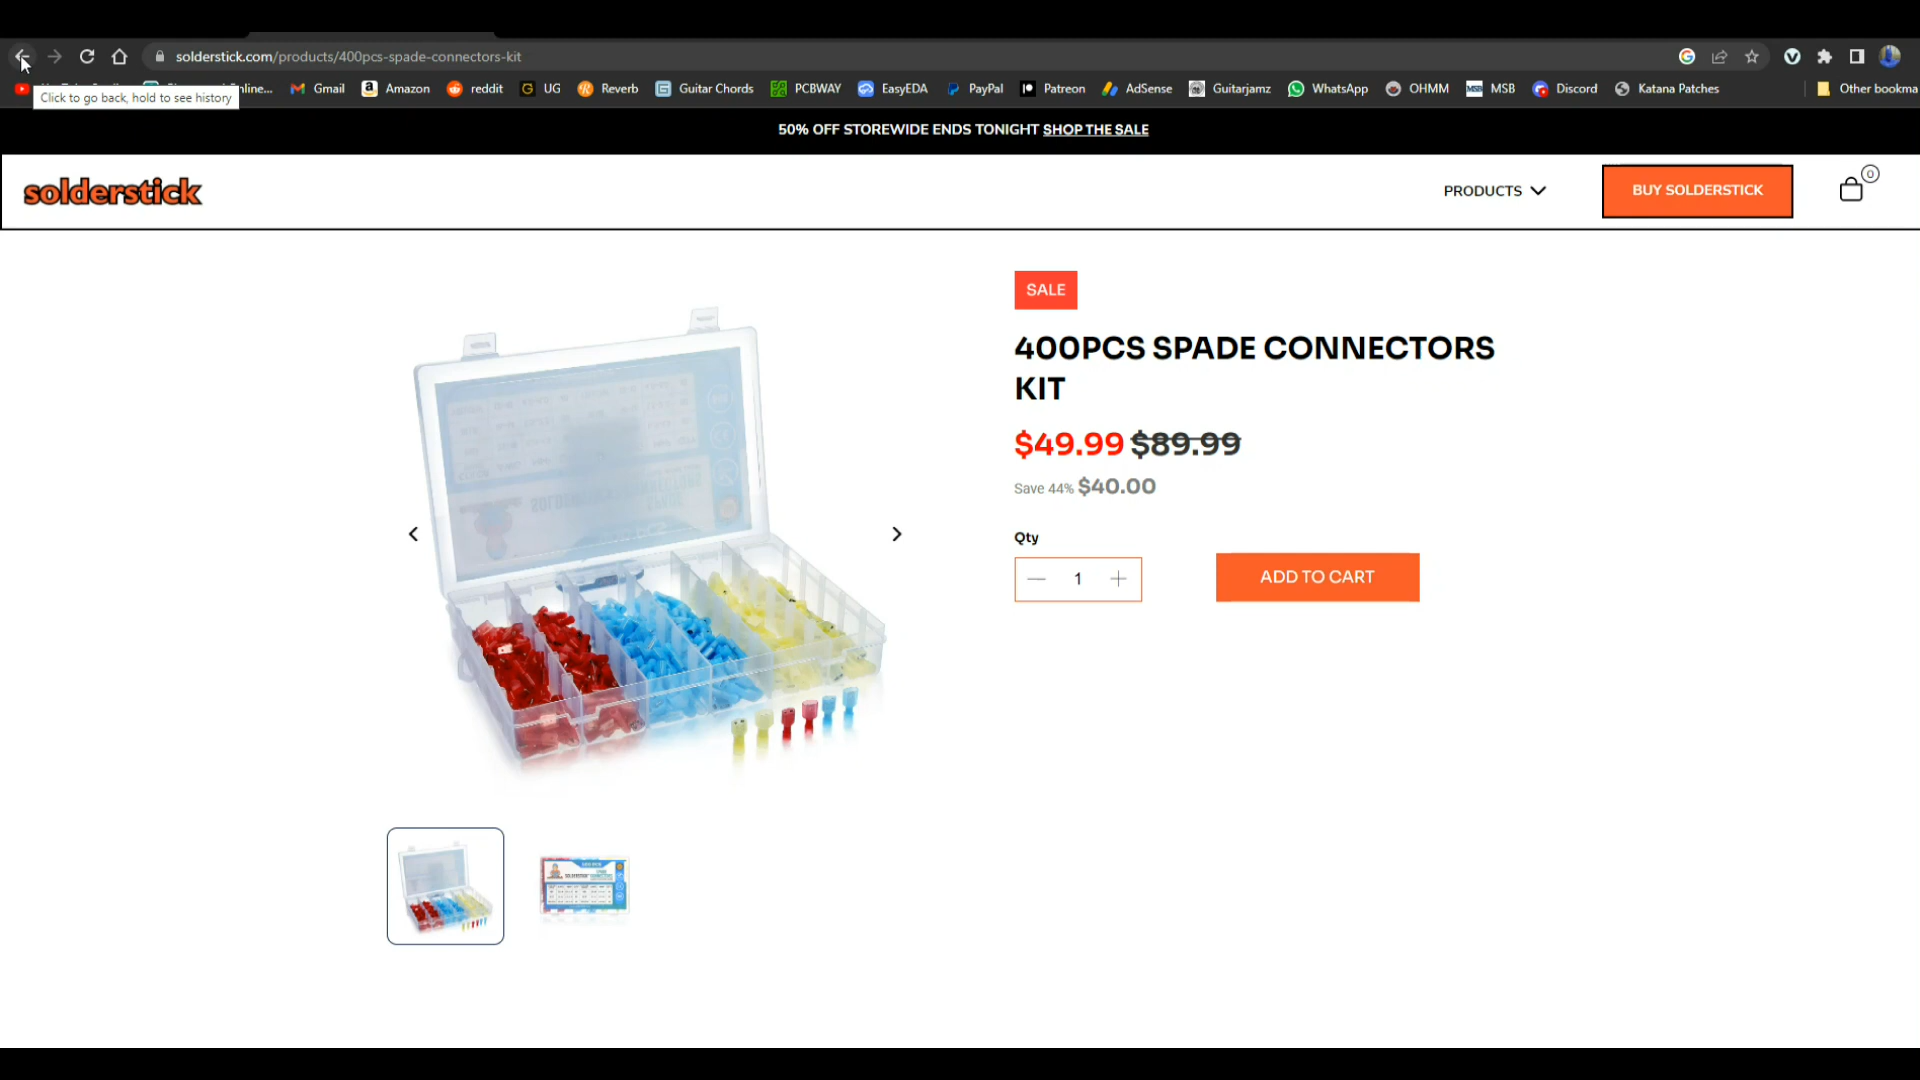 solderstick.com/products/400pcs-spade-connectors-kit
Click to go back, hold to see history
nline...
Gmail
Amazon
reddit
UG
Reverb
Guitar Chords
PCBWAY
EasyEDA
PayPal
Patreon
AdSense
Guitarjamz
WhatsApp
OHMM
MSB
Discord
Katana Patches
Other bookma
50% OFF STOREWIDE ENDS TONIGHT SHOP THE SALE
solderstick
PRODUCTS
BUY SOLDERSTICK
0
SALE
400PCS SPADE CONNECTORS
KIT
$49.99 $89.99
Save 44% $40.00
Qty
1
ADD TO CART